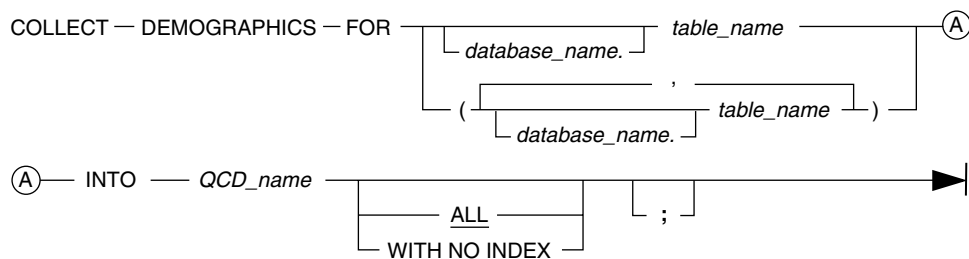 COLLECT DEMOGRAPHICS FOR table_name A
database_name.
,
( table_name )
database_name.
A INTO QCD_name
ALL ;
WITH NO INDEX